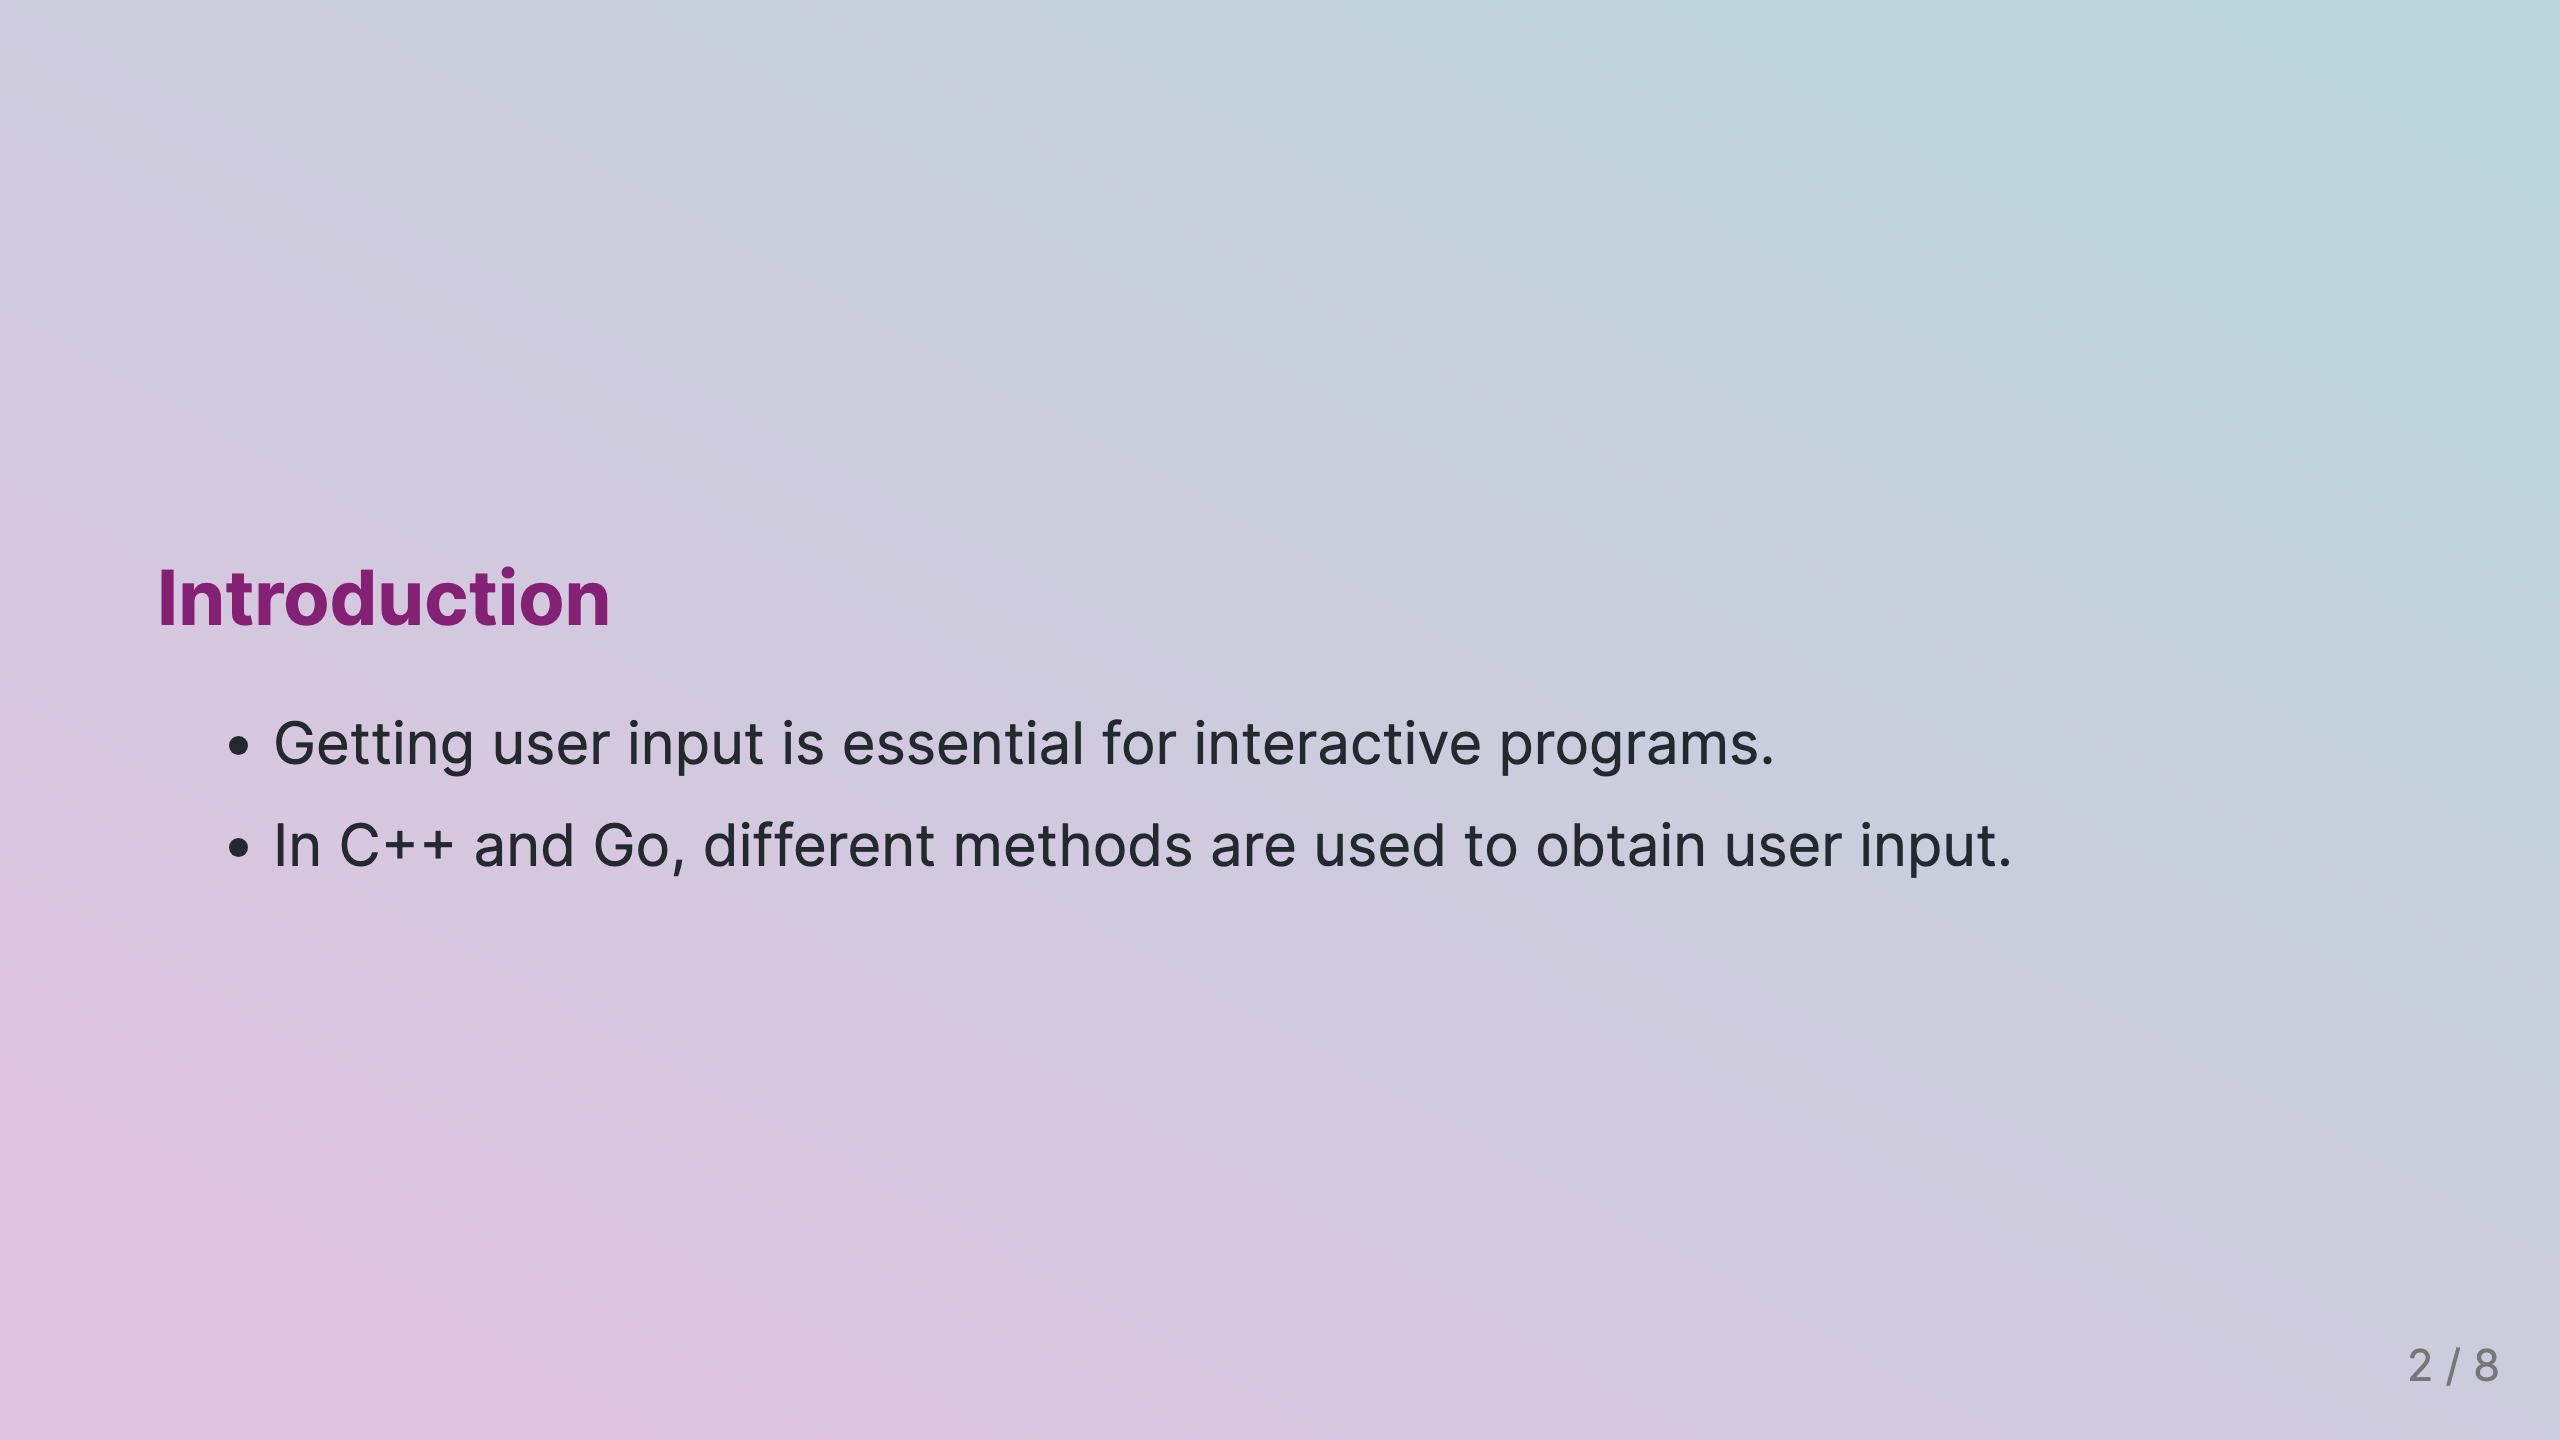 Introduction
• Getting user input is essential for interactive programs.
• In C++ and Go, different methods are used to obtain user input.
2 / 8